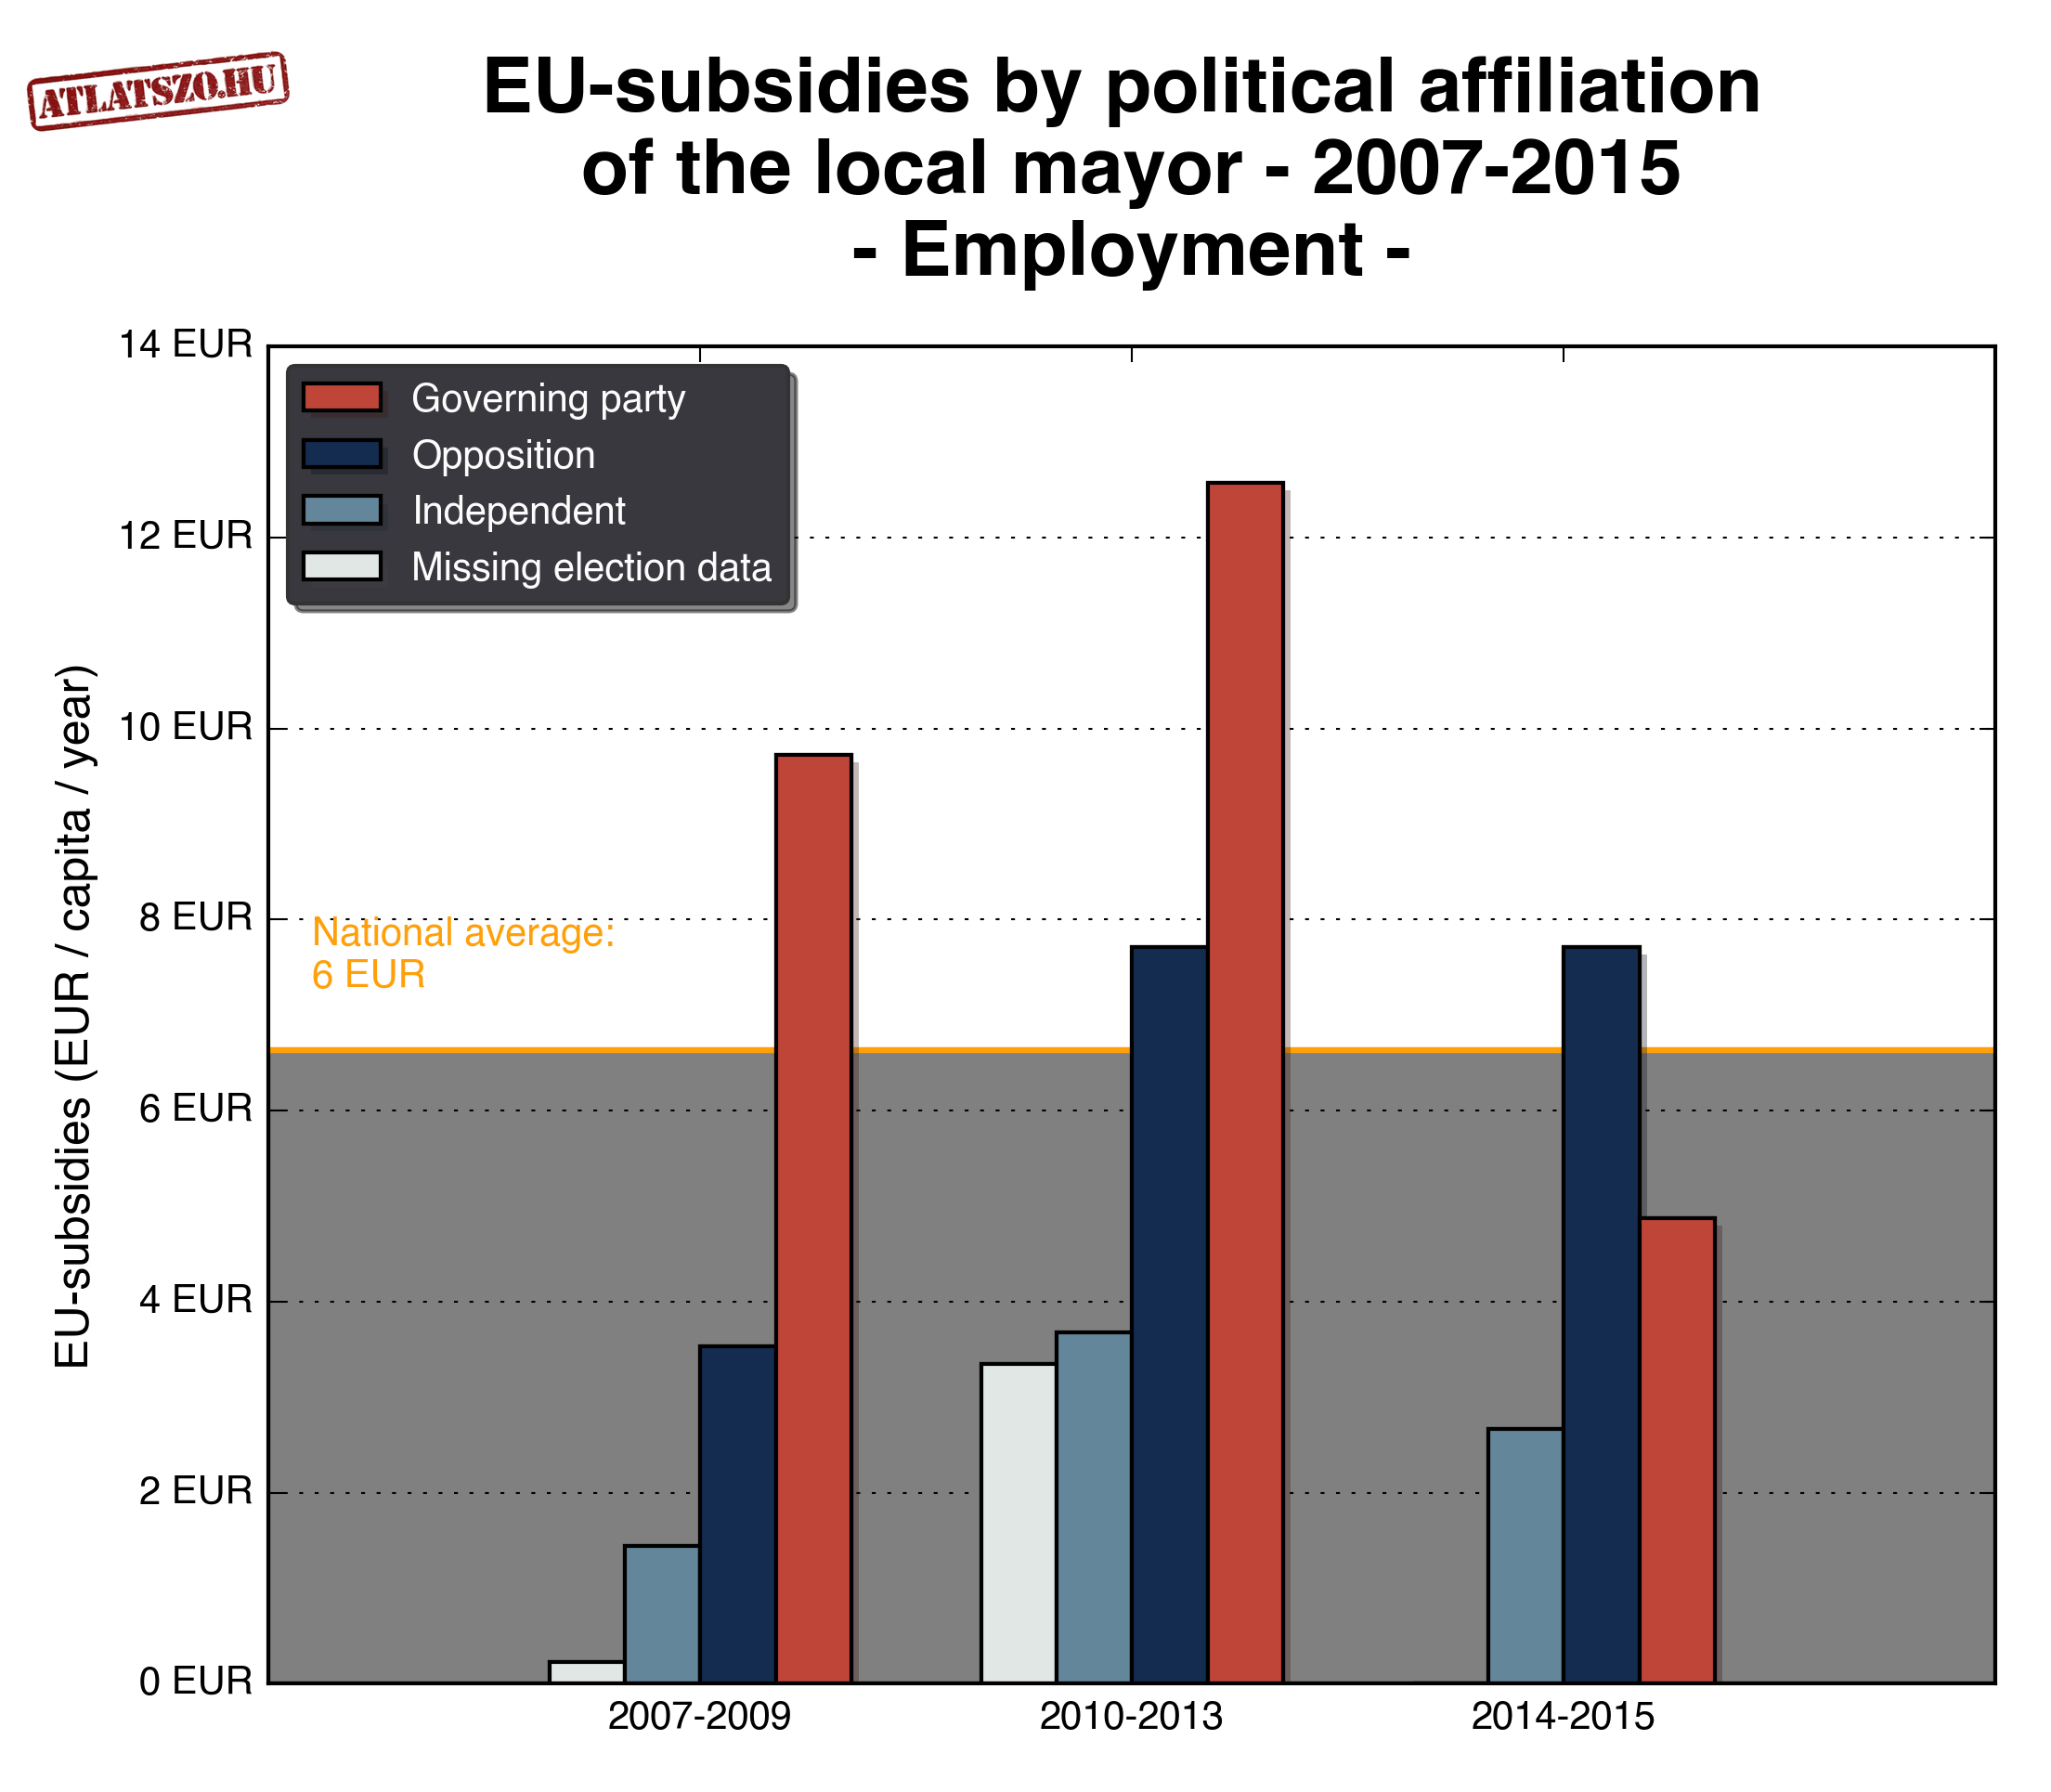 ATLATSZO.HU
EU-subsidies by political affiliation
of the local mayor - 2007-2015
- Employment -
EU-subsidies (EUR / capita / year)
14 EUR
12 EUR
10 EUR
8 EUR
6 EUR
4 EUR
2 EUR
0 EUR
Governing party
Opposition
Independent
Missing election data
National average:
6 EUR
2007-2009
2010-2013
2014-2015